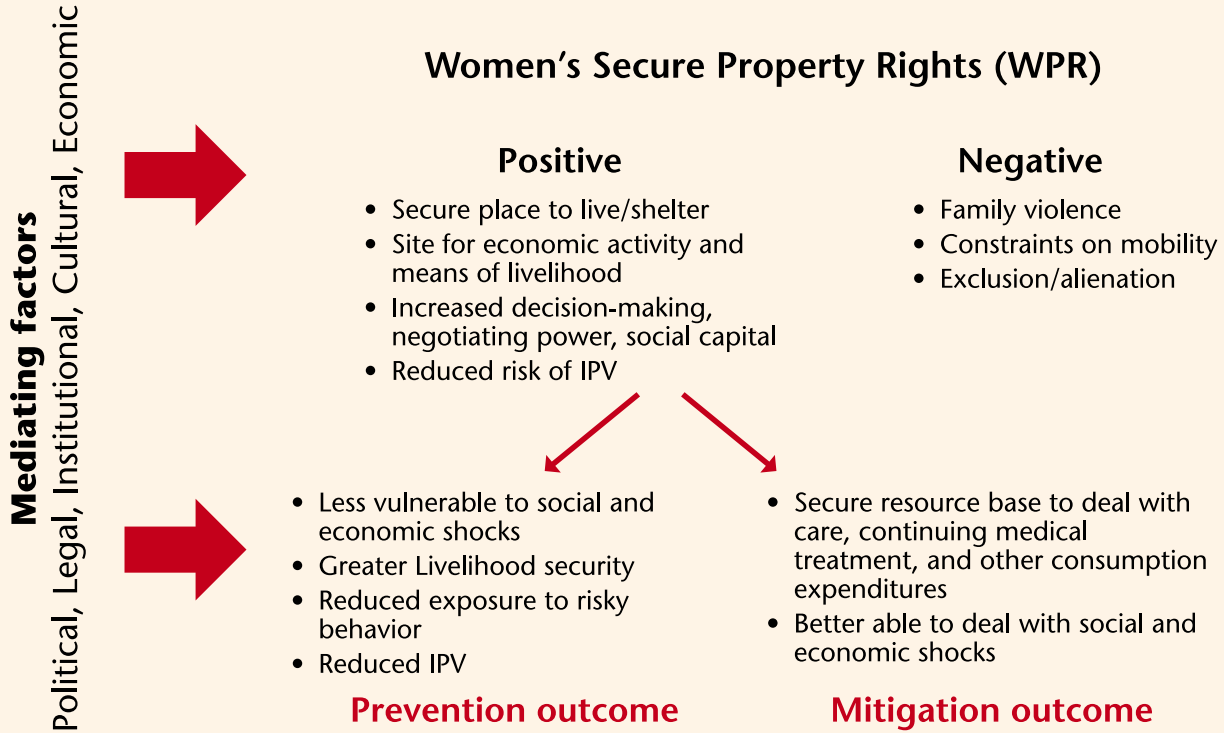 Mediating factors
Political, Legal, Institutional, Cultural, Economic
Women's Secure Property Rights (WPR)
Positive
• Secure place to live/shelter
• Site for economic activity and
means of livelihood
• Increased decision-making,
negotiating power, social capital
• Reduced risk of IPV
Negative
• Family violence
• Constraints on mobility
• Exclusion/alienation
• Less vulnerable to social and
economic shocks
• Greater Livelihood security
• Reduced exposure to risky
behavior
• Reduced IPV
Prevention outcome
• Secure resource base to deal with
care, continuing medical
treatment, and other consumption
expenditures
• Better able to deal with social and
economic shocks
Mitigation outcome